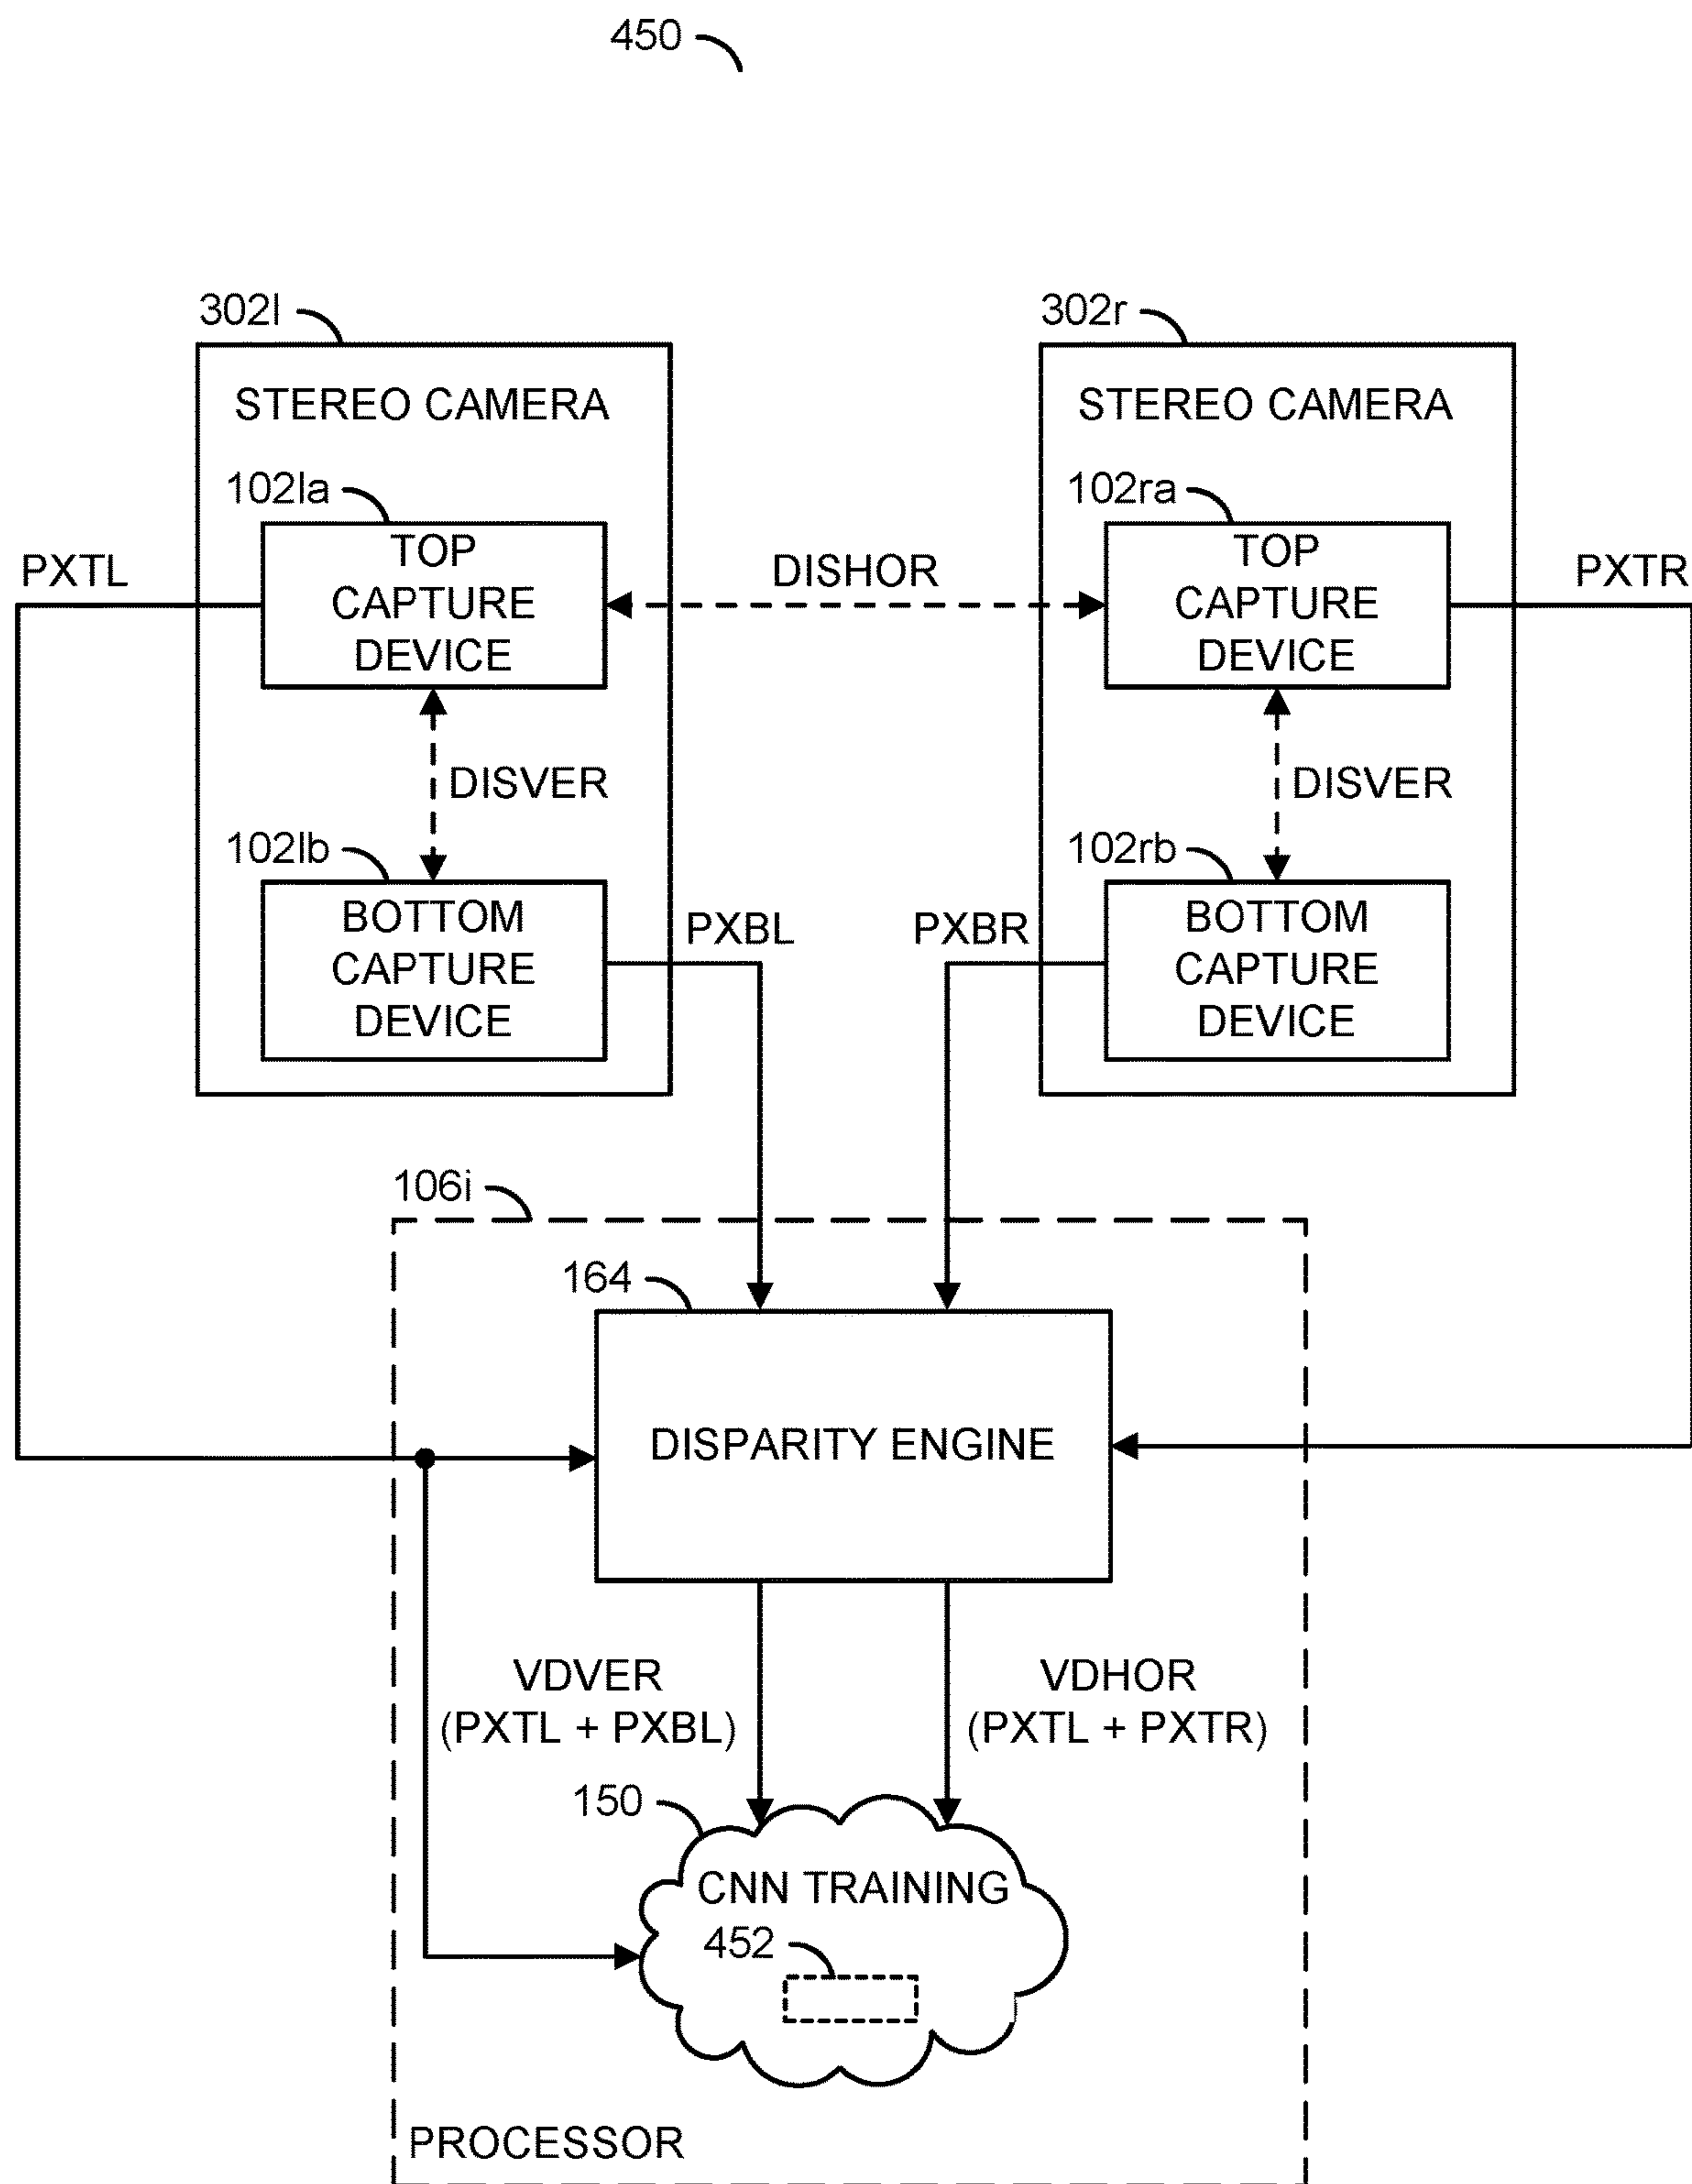 450
302l
302r
STEREO CAMERA
STEREO CAMERA
102la
102ra
PXTL
TOP
CAPTURE
DEVICE
DISHOR
TOP
CAPTURE
DEVICE
PXTR
DISVER
DISVER
102lb
102rb
BOTTOM
CAPTURE
DEVICE
PXBL
PXBR
BOTTOM
CAPTURE
DEVICE
106i
164
DISPARITY ENGINE
VDVER
(PXTL + PXBL)
VDHOR
(PXTL + PXTR)
150
CNN TRAINING
452
PROCESSOR